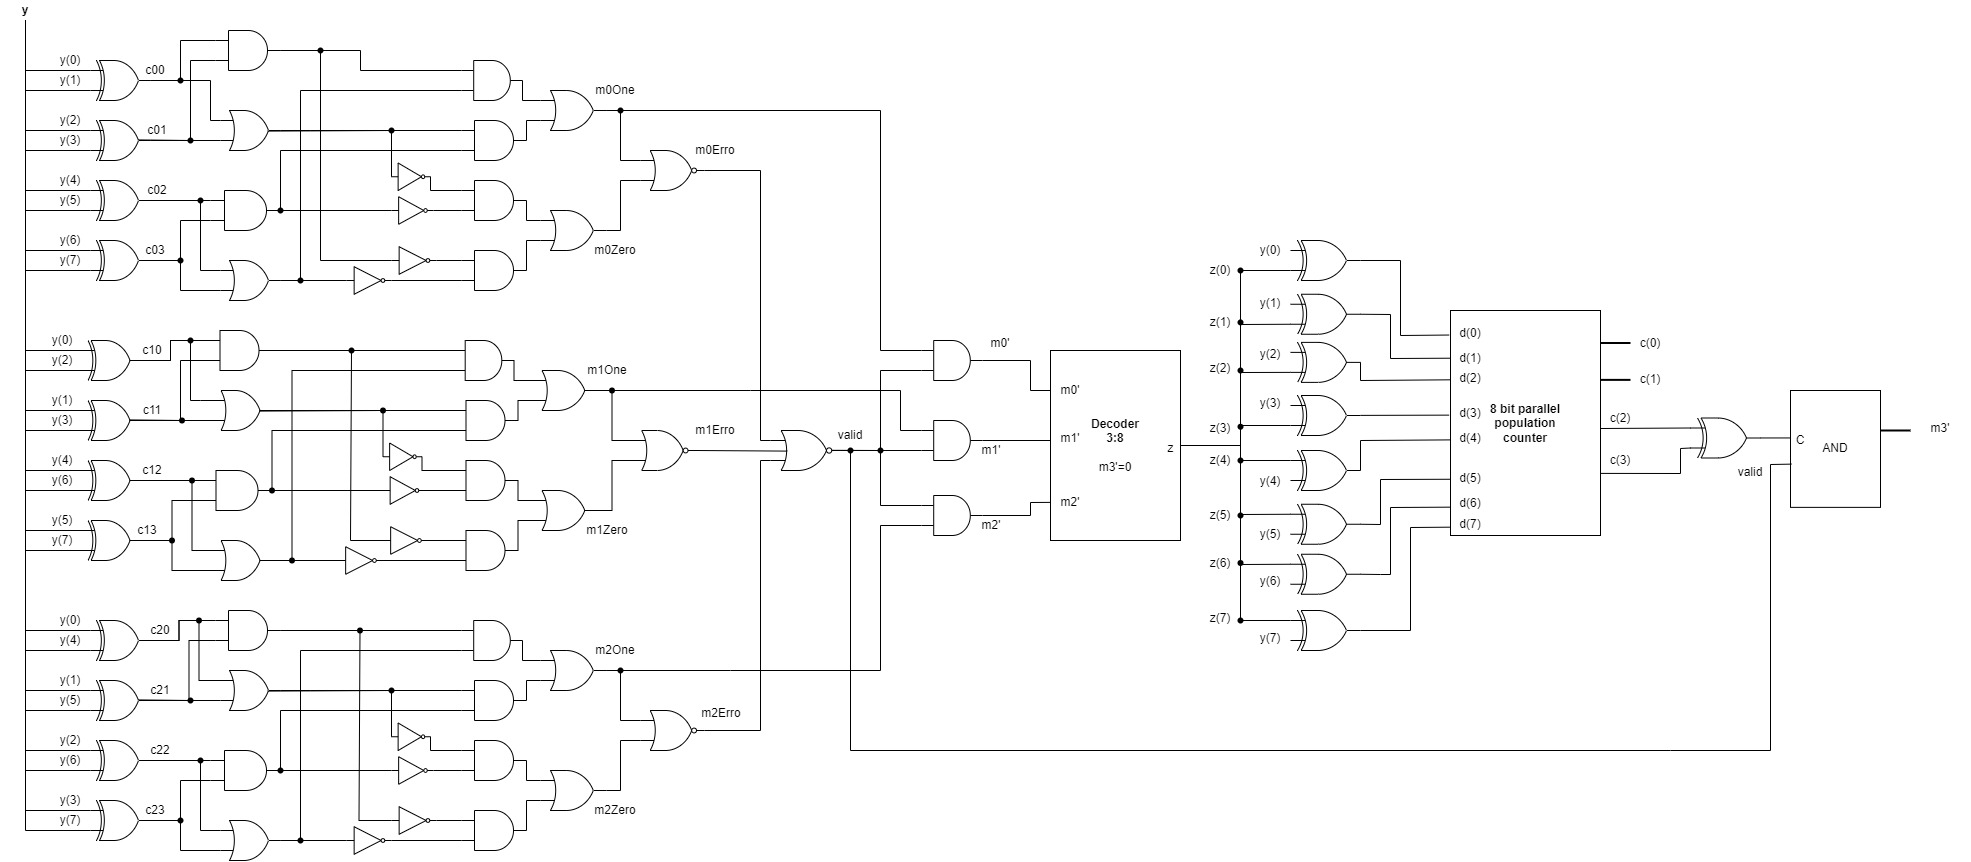 y
y(0)
y(1)
c00
y(2)
y(3)
c01
y(4)
y(5)
c02
y(6)
y(7)
c03
m0One
m0Erro
m0Zero
y(0)
y(2)
c10
y(1)
y(3)
c11
y(4)
y(6)
c12
y(5)
y(7)
c13
m1One
m1Erro
m1Zero
y(0)
y(4)
c20
y(1)
y(5)
c21
y(2)
y(6)
c22
y(3)
y(7)
c23
m2One
m2Erro
m2Zero
valid
m0'
m1'
m2'
m0'
m1'
m2'
Decoder
3:8
m3'=0
z
y(0)
z(0)
y(1)
z(1)
y(2)
z(2)
y(3)
z(3)
z(4)
y(4)
z(5)
y(5)
z(6)
y(6)
z(7)
y(7)
d(0)
d(1)
d(2)
d(3)
d(4)
d(5)
d(6)
d(7)
8 bit parallel
population
counter
c(0)
c(1)
c(2)
c(3)
valid
C
AND
m3'